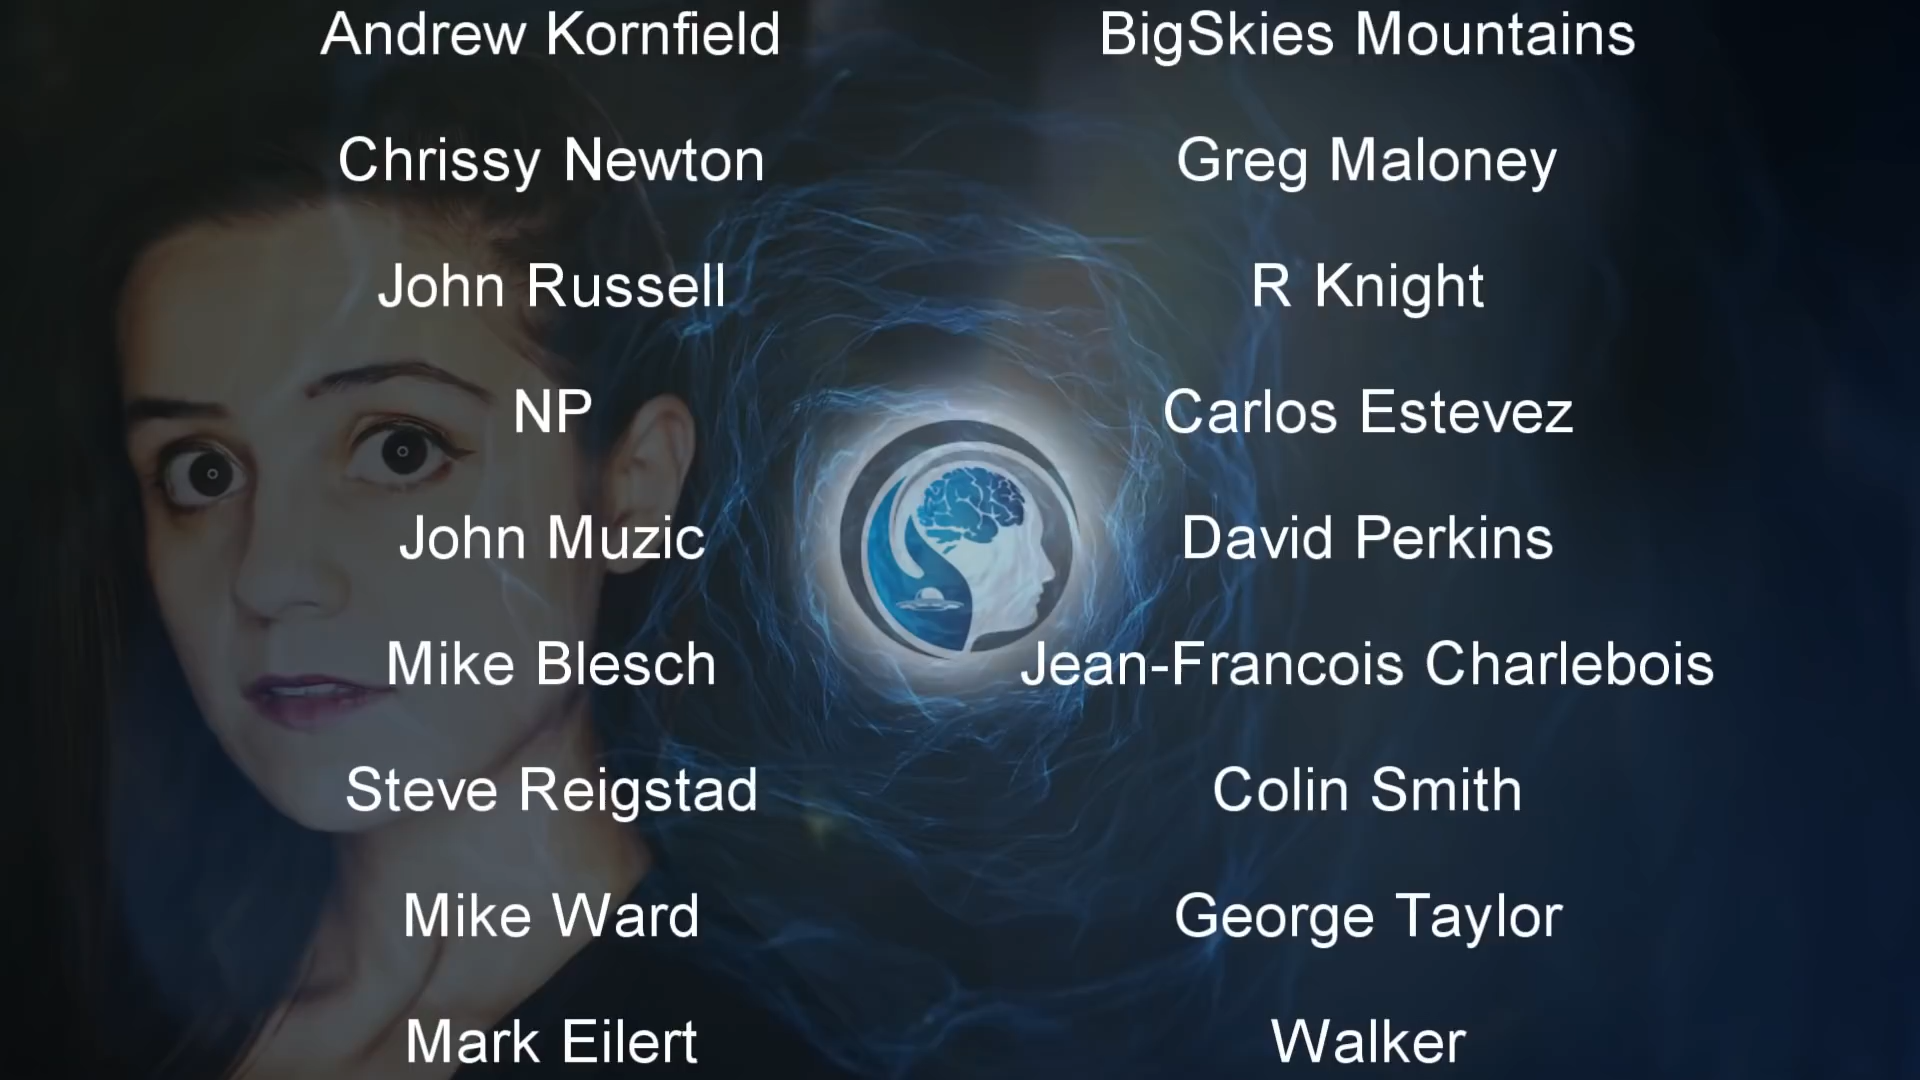 Andrew Kornfield
BigSkies Mountains
Chrissy Newton
Greg Maloney
John Russell
R Knight
NP
Carlos Estevez
John Muzic
David Perkins
Mike Blesch
Jean-Francois Charlebois
Steve Reigstad
Colin Smith
Mike Ward
George Taylor
Mark Eilert
Walker